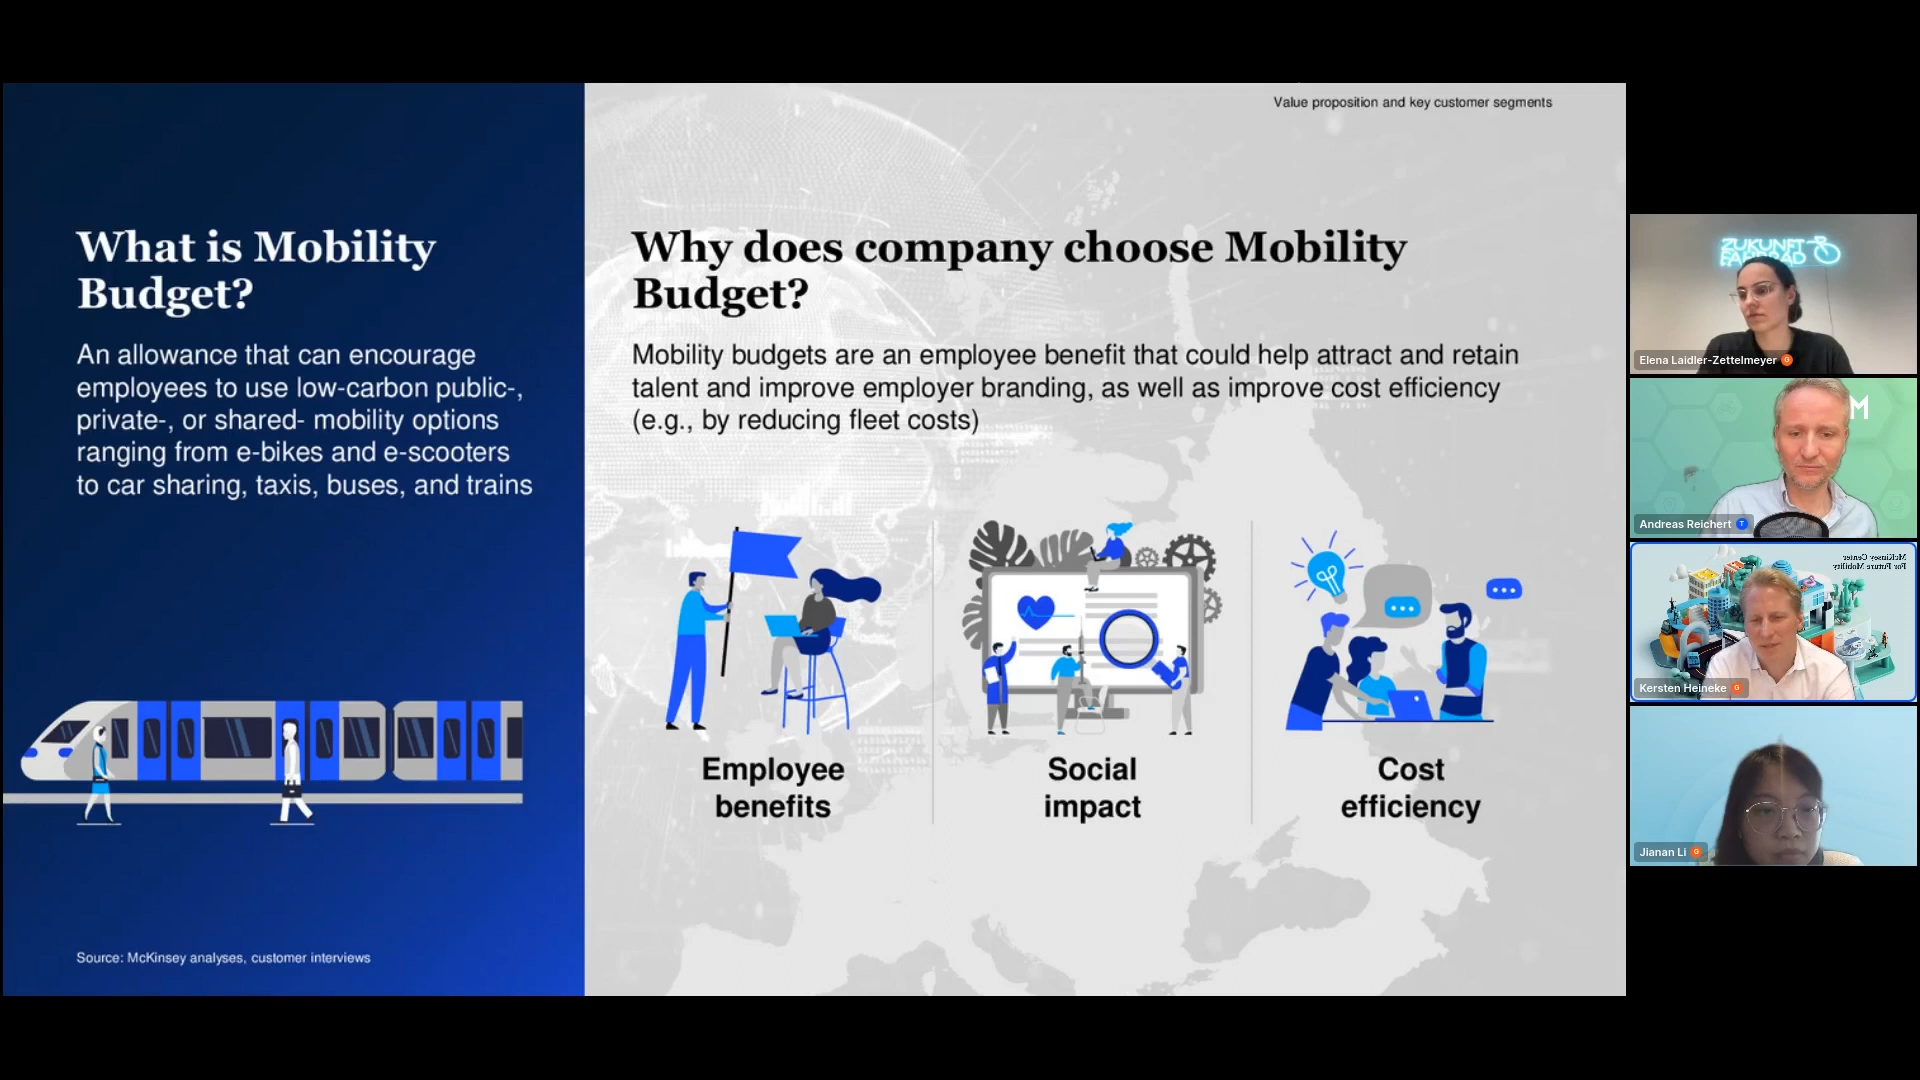 Value proposition and key customer segments
What is Mobility
Budget?
An allowance that can encourage
employees to use low-carbon public-,
private-, or shared- mobility options
ranging from e-bikes and e-scooters
to car sharing, taxis, buses, and trains
Source: McKinsey analyses, customer interviews
Why does company choose Mobility
Budget?
Mobility budgets are an employee benefit that could help attract and retain
talent and improve employer branding, as well as improve cost efficiency
(e.g., by reducing fleet costs)
Employee
benefits
Social
impact
Cost
efficiency
ZUKUNFT
FAHRRAD
Elena Laidler-Zettelmeyer G
M
Andreas Reichert T
McKinsey Center
For Future Mobility
Kersten Heineke G
Jianan Li G